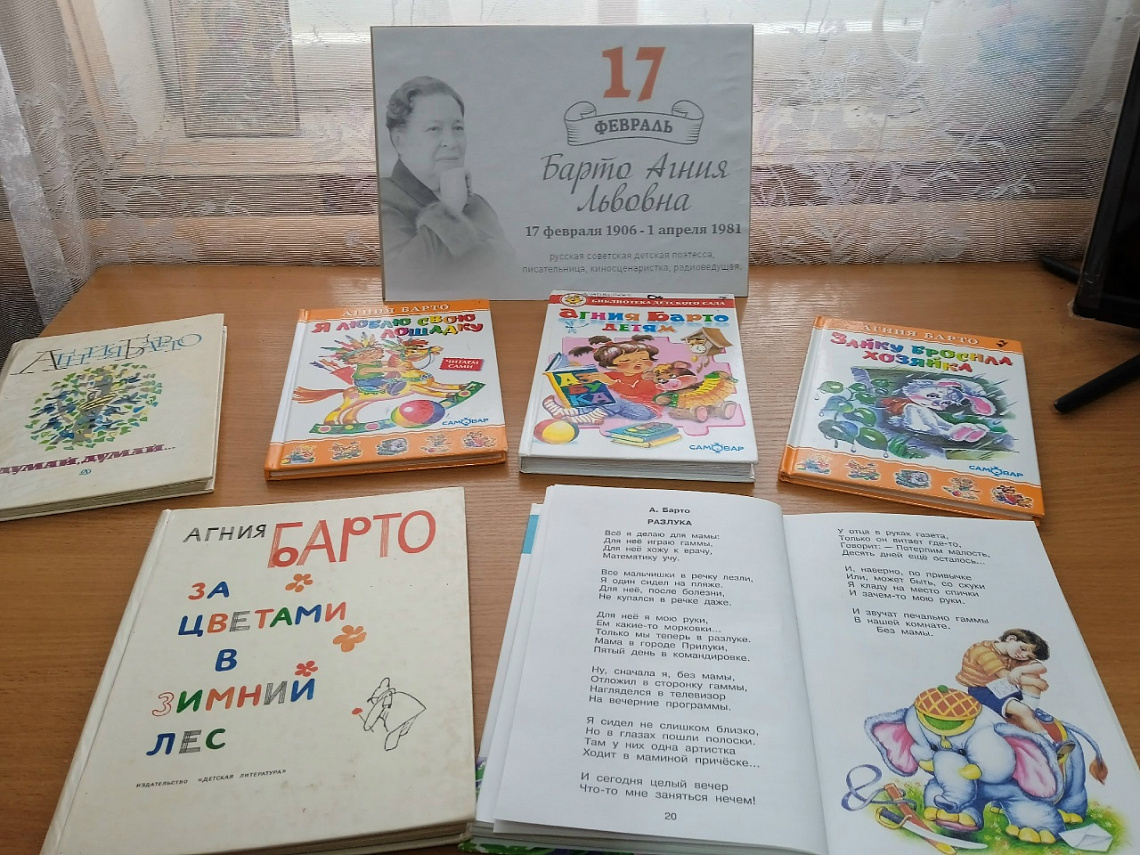 17
ФЕВРАЛЬ
Барто Агния
Львовна
17 февраля 1906 - 1 апреля 1981
русская советская детская поэтесса,
писательница, киносценаристка, радиоведущая.
АГНИЯ БАРТО
думай, думай...
АГНИЯ БАРТО
Я ЛЮБЛЮ СВОЮ
ЛОШАДКУ
ЧИТАЕМ
САМИ
САМОВАР
БИБЛИОТЕКА ДЕТСКОГО САДА
АГНИЯ БАРТО
ДЕТЯМ
АЗБУКА
САМОВАР
АГНИЯ БАРТО
ЗАЙКУ БРОСИЛА
ХОЗЯЙКА
САМОВАР
АГНИЯ БАРТО
ЗА
ЦВЕТАМИ
В
ЗИМНИЙ
ЛЕС
ИЗДАТЕЛЬСТВО «ДЕТСКАЯ ЛИТЕРАТУРА»
А. Барто
РАЗЛУКА
Всё я делаю для мамы:
Для неё играю гаммы,
Для неё хожу к врачу,
Математику учу.
Все мальчишки в речку лезли,
Я один сидел на пляже.
Для неё, после болезни,
Не купался в речке даже.
Для неё я мою руки,
Ем какие-то морковки...
Только мы теперь в разлуке.
Мама в городе Прилуки,
Пятый день в командировке.
Ну, сначала я, без мамы,
Отложил в сторонку гаммы,
Нагляделся в телевизор
На вечерние программы.
Я сидел не слишком близко,
Но в глазах пошли полоски.
Там у них одна артистка
Ходит в маминой причёске...
И сегодня целый вечер
Что-то мне заняться нечем!
20
У отца в руках газета,
Только он витает где-то,
Говорит: — Потерпим малость,
Десять дней ещё осталось...
И, наверно, по привычке
Или, может быть, со скуки
Я кладу на место спички
И зачем-то мою руки.
И звучат печально гаммы
В нашей комнате.
Без мамы.